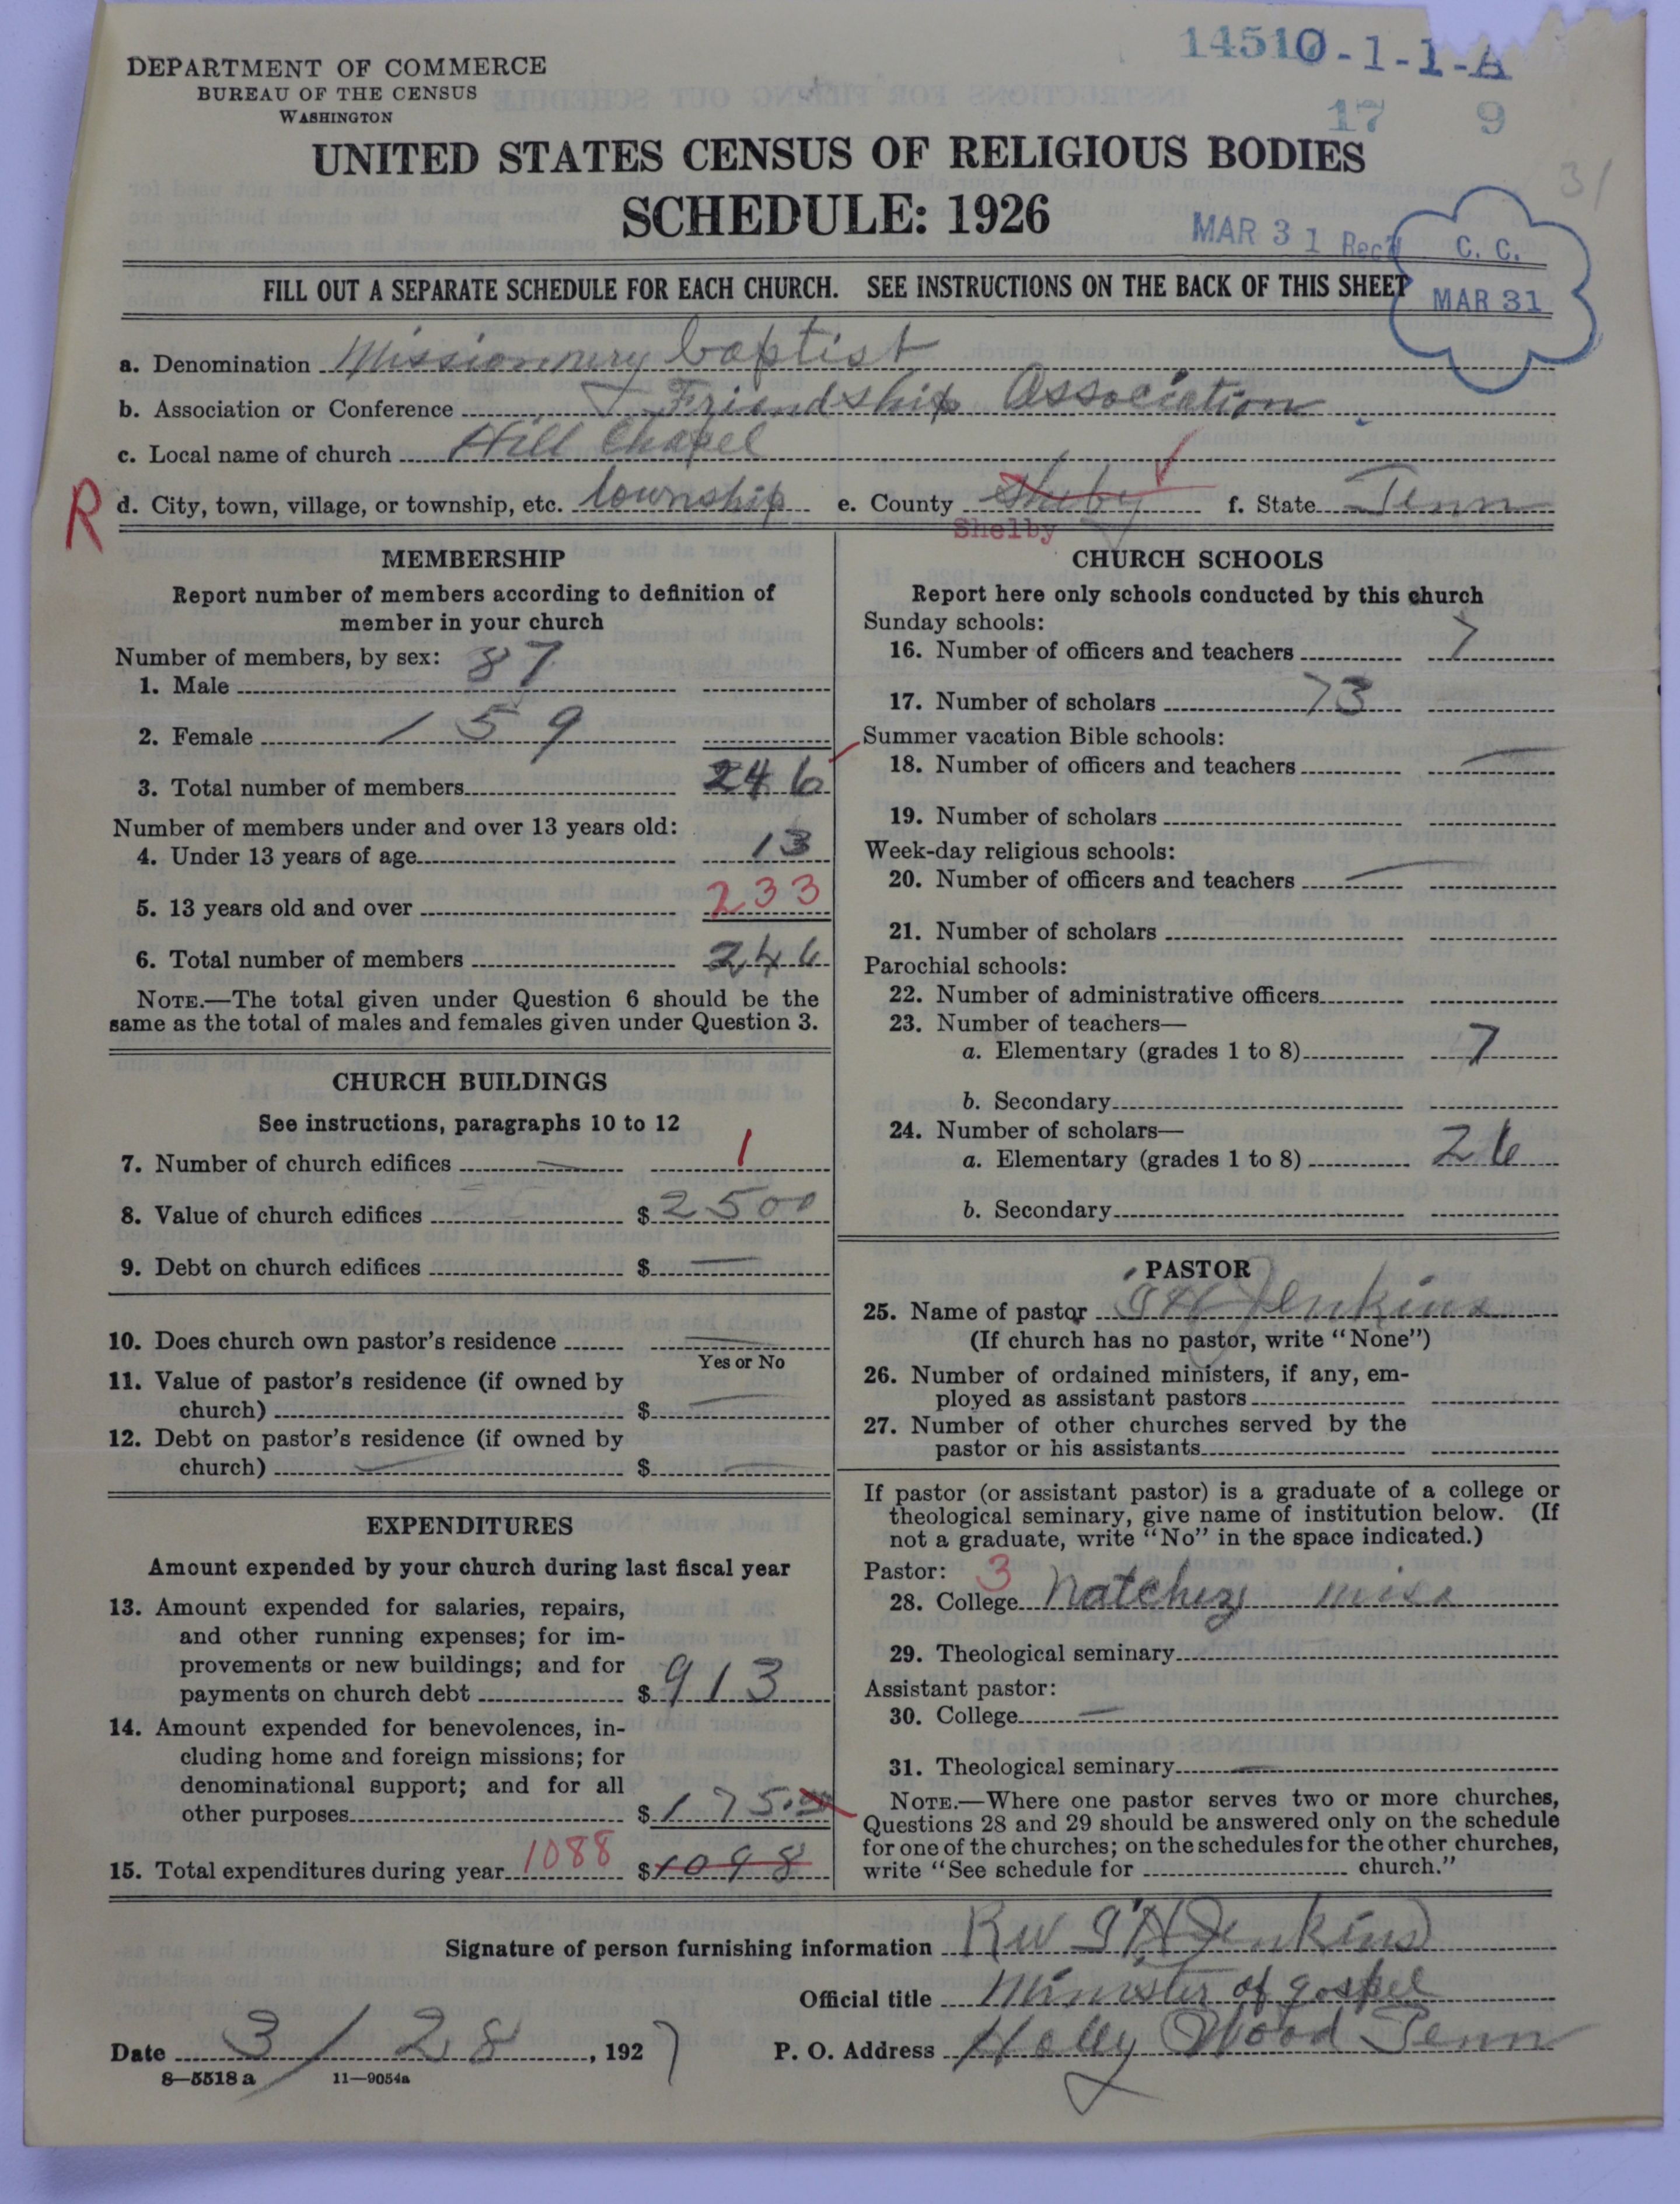 14510-1-1-A
DEPARTMENT OF COMMERCE
BUREAU OF THE CENSUS
WASHINGTON
17 9
UNITED STATES CENSUS OF RELIGIOUS BODIES
31
SCHEDULE: 1926
MAR 31 Rec'd
C. C.
MAR 31
FILL OUT A SEPARATE SCHEDULE FOR EACH CHURCH. SEE INSTRUCTIONS ON THE BACK OF THIS SHEET
a. Denomination Missionnery baptist
b. Association or Conference Friendship Association
c. Local name of church Hill Chapel
R d. City, town, village, or township, etc. township e. County Sheby f. State Tenn
Shelby
MEMBERSHIP
Report number of members according to definition of
member in your church
Number of members, by sex:
1. Male 87
2. Female 159
3. Total number of members 246
Number of members under and over 13 years old:
4. Under 13 years of age 13
5. 13 years old and over 233
6. Total number of members 246
NOTE.—The total given under Question 6 should be the
same as the total of males and females given under Question 3.
CHURCH BUILDINGS
See instructions, paragraphs 10 to 12
7. Number of church edifices 1
8. Value of church edifices $ 2500
9. Debt on church edifices $ —
10. Does church own pastor's residence —
Yes or No
11. Value of pastor's residence (if owned by
church) $ —
12. Debt on pastor's residence (if owned by
church) $ —
EXPENDITURES
Amount expended by your church during last fiscal year
13. Amount expended for salaries, repairs,
and other running expenses; for im-
provements or new buildings; and for
payments on church debt $ 913
14. Amount expended for benevolences, in-
cluding home and foreign missions; for
denominational support; and for all
other purposes $ 175.00
15. Total expenditures during year 1088 $ 1098
CHURCH SCHOOLS
Report here only schools conducted by this church
Sunday schools:
16. Number of officers and teachers 7
17. Number of scholars 73
Summer vacation Bible schools:
18. Number of officers and teachers —
19. Number of scholars
Week-day religious schools:
20. Number of officers and teachers —
21. Number of scholars
Parochial schools:
22. Number of administrative officers
23. Number of teachers—
a. Elementary (grades 1 to 8) 7
b. Secondary
24. Number of scholars—
a. Elementary (grades 1 to 8) 26
b. Secondary
PASTOR
25. Name of pastor Jenkins
(If church has no pastor, write "None")
26. Number of ordained ministers, if any, em-
ployed as assistant pastors
27. Number of other churches served by the
pastor or his assistants
If pastor (or assistant pastor) is a graduate of a college or
theological seminary, give name of institution below. (If
not a graduate, write "No" in the space indicated.)
Pastor: 3
28. College Natchez miss
29. Theological seminary
Assistant pastor:
30. College —
31. Theological seminary —
NOTE.—Where one pastor serves two or more churches,
Questions 28 and 29 should be answered only on the schedule
for one of the churches; on the schedules for the other churches,
write "See schedule for church."
Signature of person furnishing information Rev Jenkins
Official title Minister of gospel
Date 3/28, 1927 P. O. Address Holly Wood Tenn
8—5518 a 11—9054a